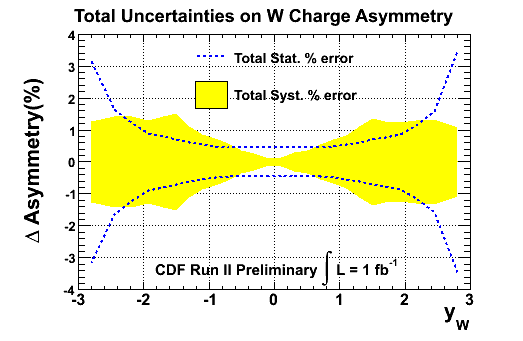 Total Uncertainties on W Charge Asymmetry
Δ Asymmetry(%)
4
3
2
1
0
-1
-2
-3
-4
Total Stat. % error
Total Syst. % error
CDF Run II Preliminary ∫ L = 1 fb⁻¹
-3 -2 -1 0 1 2 3
y_W